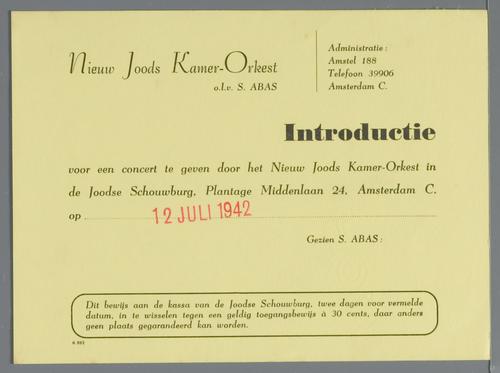 Nieuw Joods Kamer-Orkest
o.l.v. S. ABAS
Administratie:
Amstel 188
Telefoon 39906
Amsterdam C.
Introductie
voor een concert te geven door het Nieuw Joods Kamer-Orkest in
de Joodse Schouwburg, Plantage Middenlaan 24, Amsterdam C.
op 12 JULI 1942
Gezien S. ABAS:
Dit bewijs aan de kassa van de Joodse Schouwburg, twee dagen voor vermelde
datum, in te wisselen tegen een geldig toegangsbewijs à 30 cents, daar anders
geen plaats gegarandeerd kan worden.